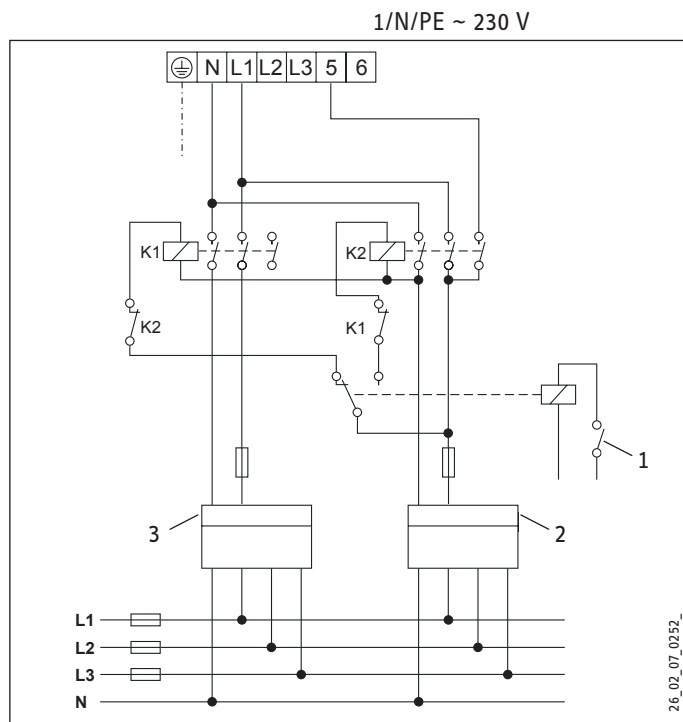 1/N/PE ~ 230 V
N L1 L2 L3 5 6
K1 K2
K2 K1
1
3 2
L1
L2
L3
N
26_02_07_0252_